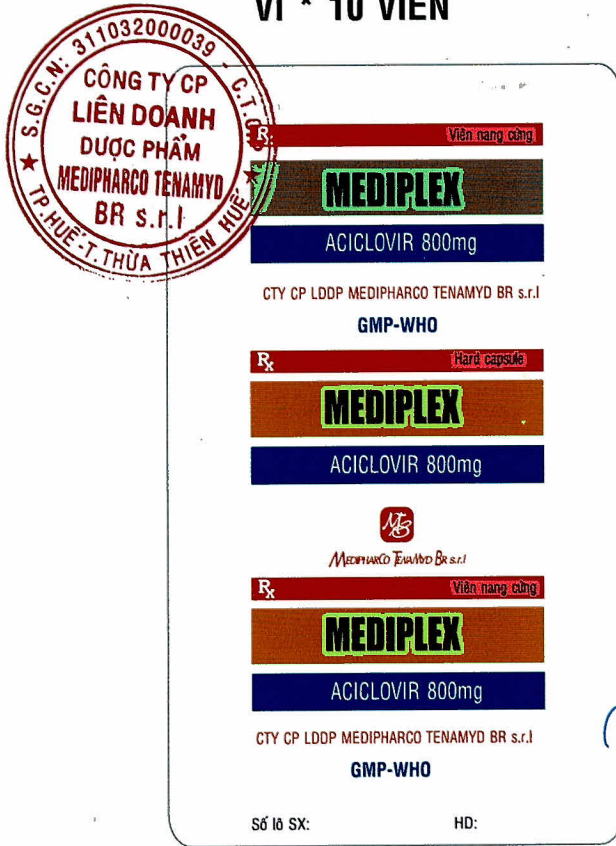 VỈ * 10 VIÊN
S.G.C.N: 311032000039 - C.T.C.P
CÔNG TY CP
LIÊN DOANH
DƯỢC PHẨM
MEDIPHARCO TENAMYD
BR s.r.l
TP.HUẾ-T.THỪA THIÊN HUẾ
Rx Viên nang cứng
MEDIPLEX
ACICLOVIR 800mg
CTY CP LDDP MEDIPHARCO TENAMYD BR s.r.l
GMP-WHO
Rx Hard capsule
MEDIPLEX
ACICLOVIR 800mg
MB
MEDIPHARCO TENAMYD BR s.r.l
Rx Viên nang cứng
MEDIPLEX
ACICLOVIR 800mg
CTY CP LDDP MEDIPHARCO TENAMYD BR s.r.l
GMP-WHO
Số lô SX: HD: